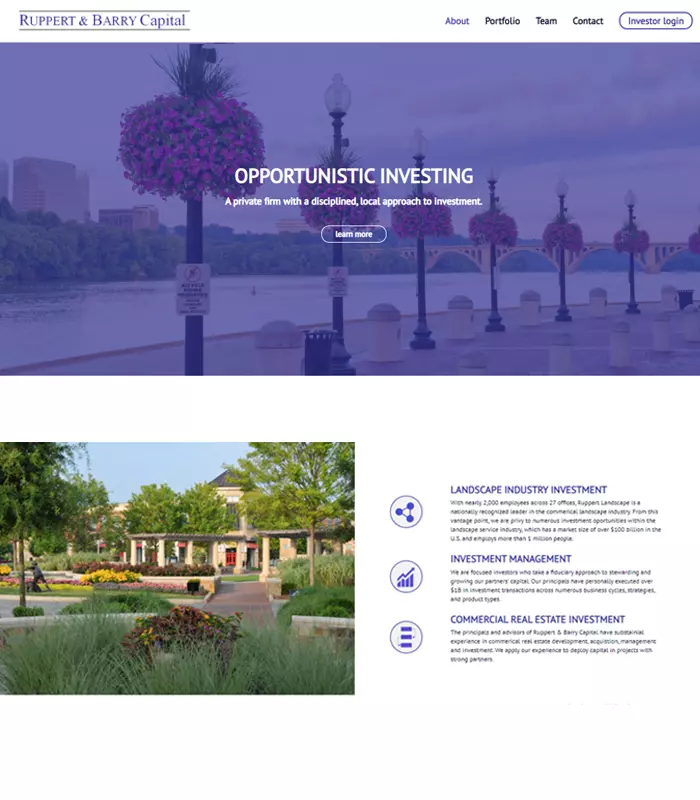 RUPPERT & BARRY Capital
About Portfolio Team Contact Investor login
OPPORTUNISTIC INVESTING
A private firm with a disciplined, local approach to investment.
learn more
LANDSCAPE INDUSTRY INVESTMENT
With nearly 2,000 employees across 27 offices, Ruppert Landscape is a
nationally recognized leader in the commerical landscape industry. From this
vantage point, we are privy to numerous investment oportunities within the
landscape service industry, which has a market size of over $100 billion in the
U.S. and employs more than 1 million people.
INVESTMENT MANAGEMENT
We are focused investors who take a fiduciary approach to stewarding and
growing our partners' capital. Our principals have personally executed over
$1B in investment transactions across numerous business cycles, strategies,
and product types.
COMMERCIAL REAL ESTATE INVESTMENT
The principals and advisors of Ruppert & Barry Capital have substainial
experience in commerical real estate development, acquistion, management
and investment. We apply our experience to deploy capital in projects with
strong partners.